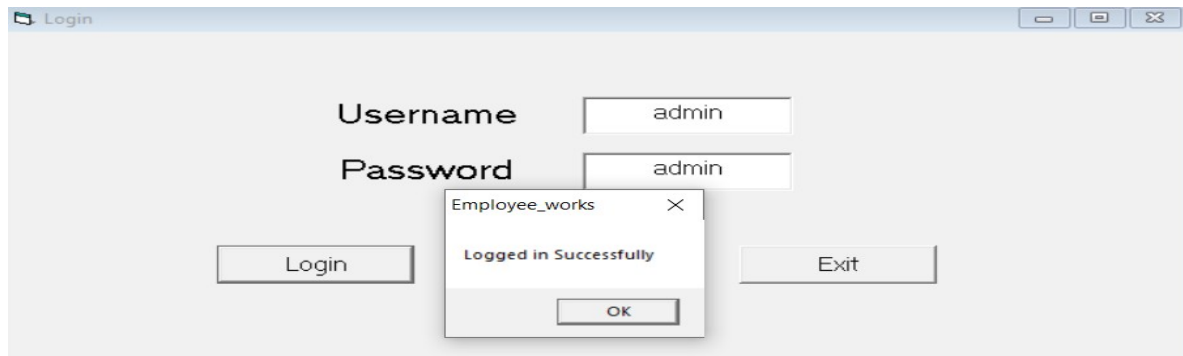 Login
Username admin
Password admin
Employee_works
Logged in Successfully
Login Exit
OK